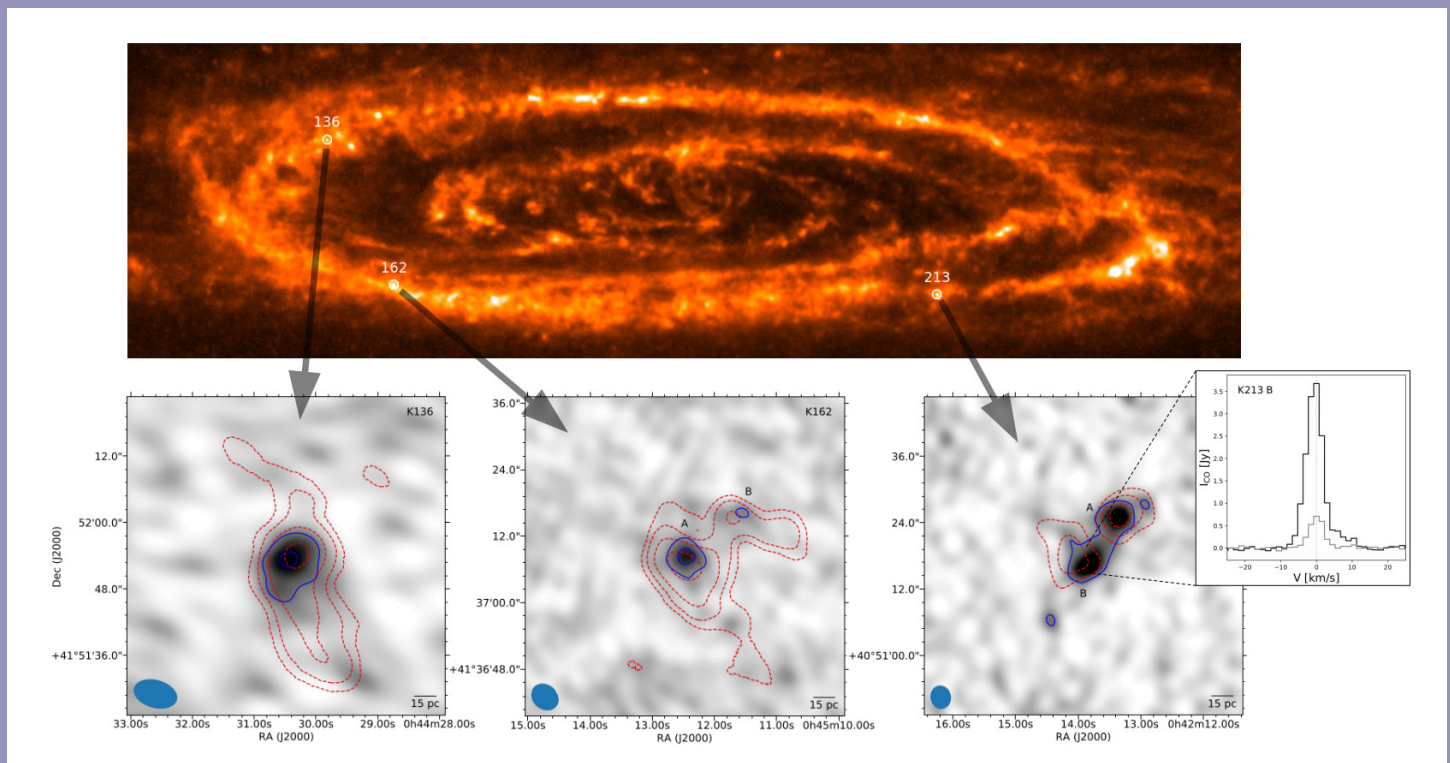 136
162
213
K136
12.0"
52'00.0"
48.0"
+41°51'36.0"
Dec (J2000)
15 pc
33.00s 32.00s 31.00s 30.00s 29.00s 0h44m28.00s
RA (J2000)
K162
36.0"
24.0"
12.0"
37'00.0"
+41°36'48.0"
A
B
15 pc
15.00s 14.00s 13.00s 12.00s 11.00s 0h45m10.00s
RA (J2000)
36.0"
24.0"
12.0"
+40°51'00.0"
A
B
15 pc
16.00s 15.00s 14.00s 13.00s 0h42m12.00s
RA (J2000)
K213 B
3.5
3.0
2.5
2.0
1.5
1.0
0.5
0.0
I_CO [Jy]
−20 −10 0 10 20
V [km/s]